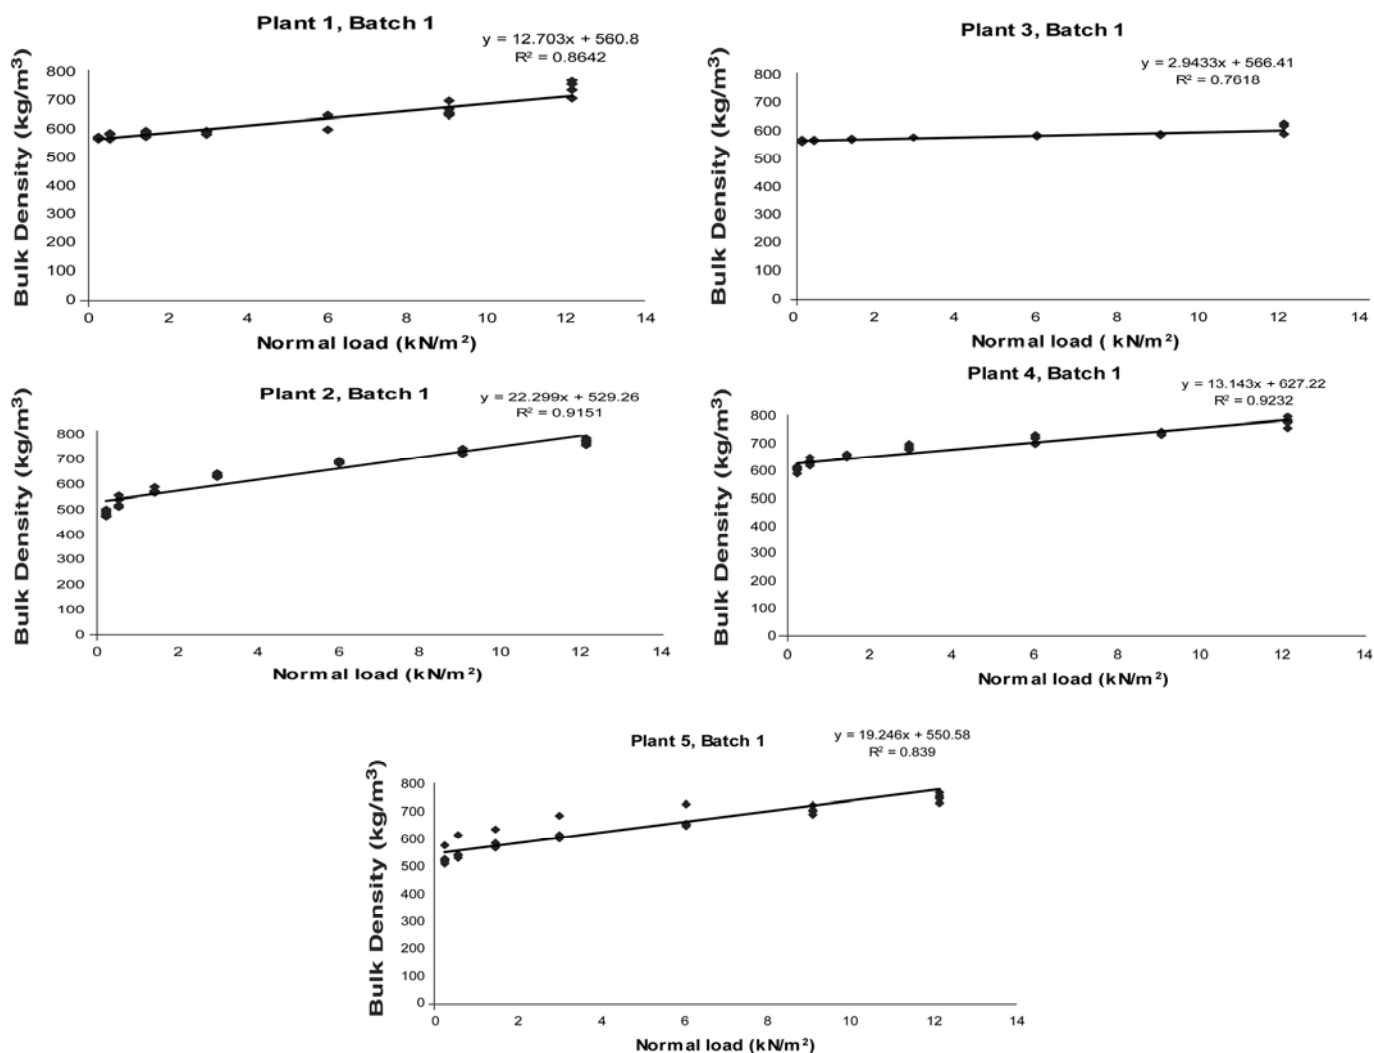 Plant 1, Batch 1
y = 12.703x + 560.8
R² = 0.8642
Bulk Density (kg/m³)
800
700
600
500
400
300
200
100
0
0 2 4 6 8 10 12 14
Normal load (kN/m²)
Plant 3, Batch 1
y = 2.9433x + 566.41
R² = 0.7618
Bulk Density (kg/m³)
800
700
600
500
400
300
200
100
0
0 2 4 6 8 10 12 14
Normal load ( kN/m²)
Plant 2, Batch 1
y = 22.299x + 529.26
R² = 0.9151
Bulk Density (kg/m³)
800
700
600
500
400
300
200
100
0
0 2 4 6 8 10 12 14
Normal load (kN/m²)
Plant 4, Batch 1
y = 13.143x + 627.22
R² = 0.9232
Bulk Density (kg/m³)
800
700
600
500
400
300
200
100
0
0 2 4 6 8 10 12 14
Normal load (kN/m²)
Plant 5, Batch 1
y = 19.246x + 550.58
R² = 0.839
Bulk Density (kg/m³)
800
700
600
500
400
300
200
100
0
0 2 4 6 8 10 12 14
Normal load (kN/m²)